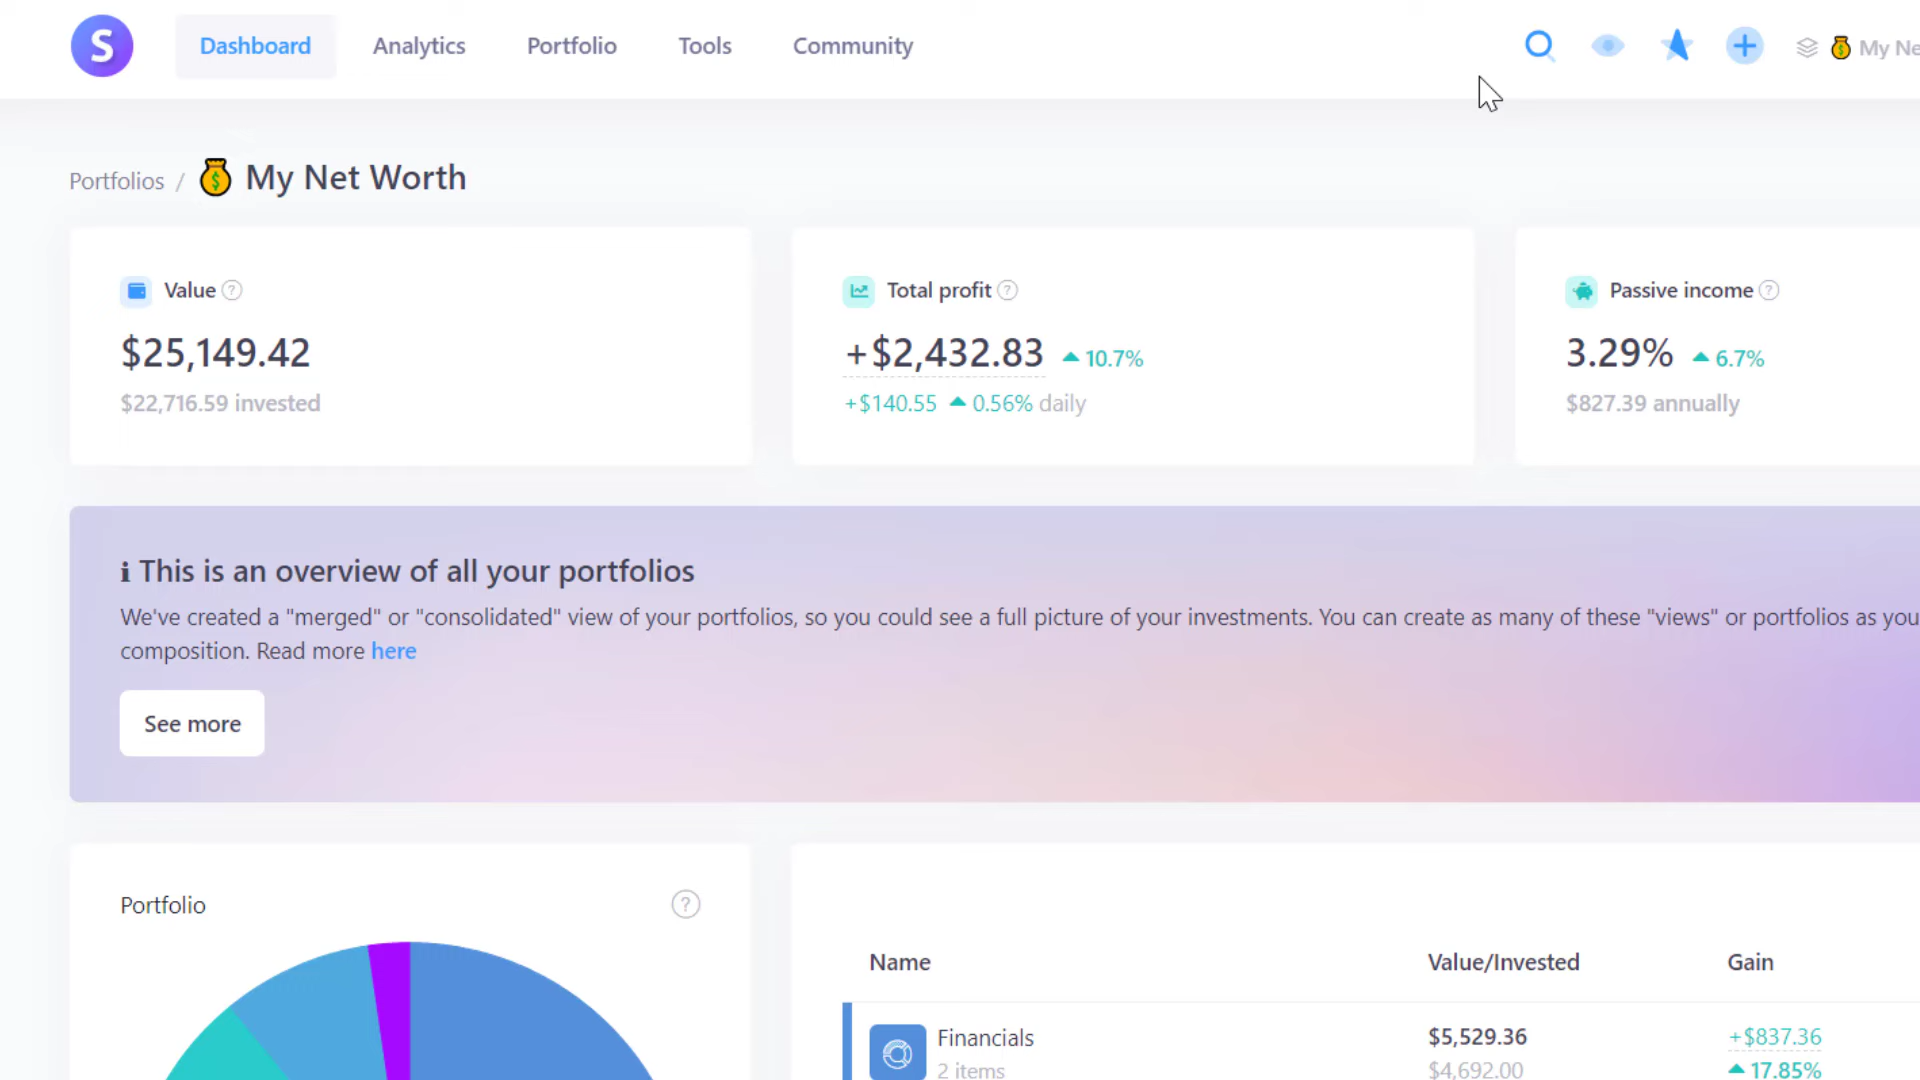 S Dashboard Analytics Portfolio Tools Community My Ne
Portfolios / My Net Worth
Value ?
$25,149.42
$22,716.59 invested
Total profit ?
+$2,432.83 10.7%
+$140.55 0.56% daily
Passive income ?
3.29% 6.7%
$827.39 annually
i This is an overview of all your portfolios
We've created a "merged" or "consolidated" view of your portfolios, so you could see a full picture of your investments. You can create as many of these "views" or portfolios as you
composition. Read more here
See more
Portfolio ?
Name Value/Invested Gain
Financials $5,529.36 +$837.36
2 items $4,692.00 17.85%